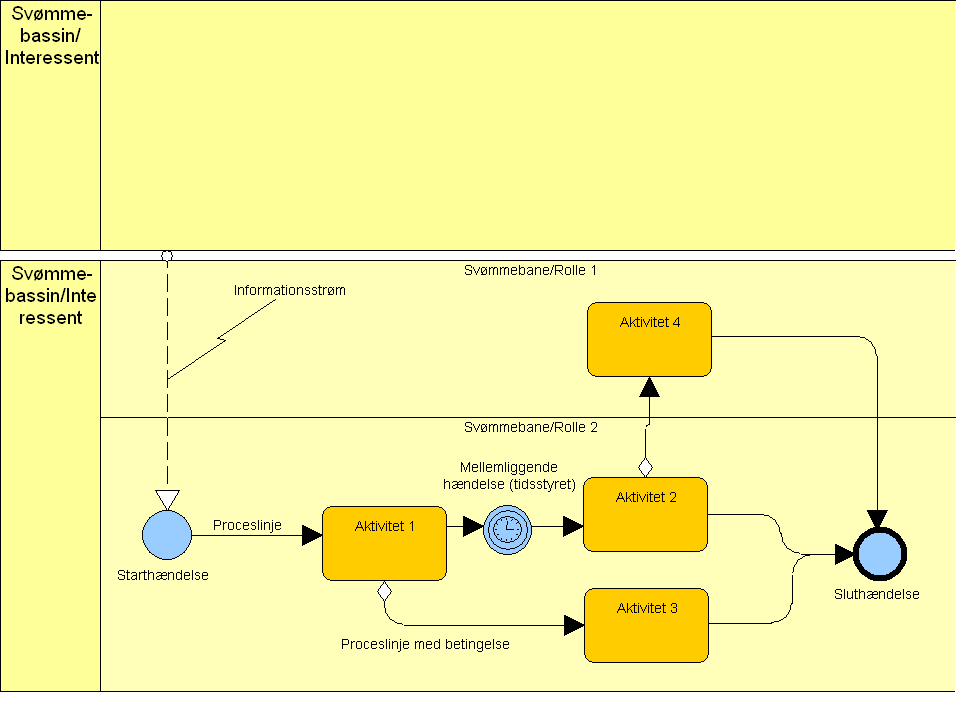 Svømme-
bassin/
Interessent
Svømme-
bassin/Inte
ressent
Svømmebane/Rolle 1
Informationsstrøm
Aktivitet 4
Svømmebane/Rolle 2
Mellemliggende
hændelse (tidsstyret)
Aktivitet 2
Proceslinje
Aktivitet 1
Starthændelse
Sluthændelse
Aktivitet 3
Proceslinje med betingelse